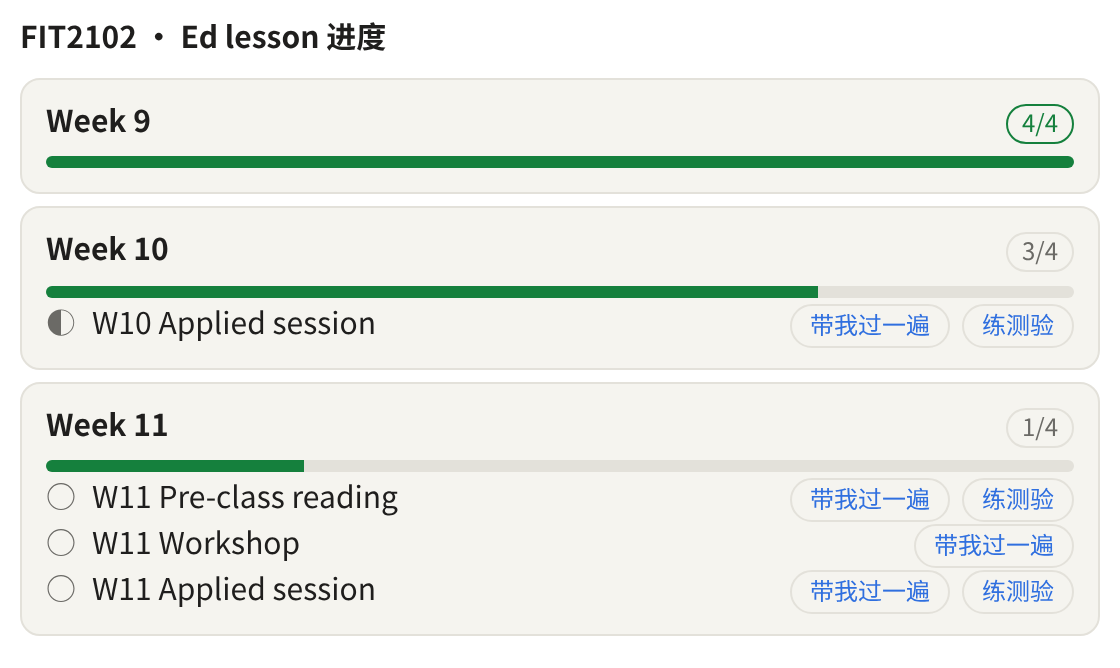 FIT2102 · Ed lesson 进度
Week 9 4/4
Week 10 3/4
W10 Applied session 带我过一遍 练测验
Week 11 1/4
W11 Pre-class reading 带我过一遍 练测验
W11 Workshop 带我过一遍
W11 Applied session 带我过一遍 练测验